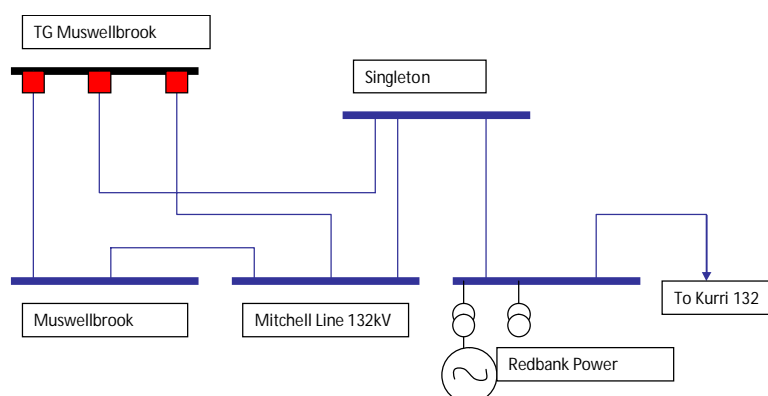 TG Muswellbrook
Singleton
Muswellbrook
Mitchell Line 132kV
To Kurri 132
Redbank Power